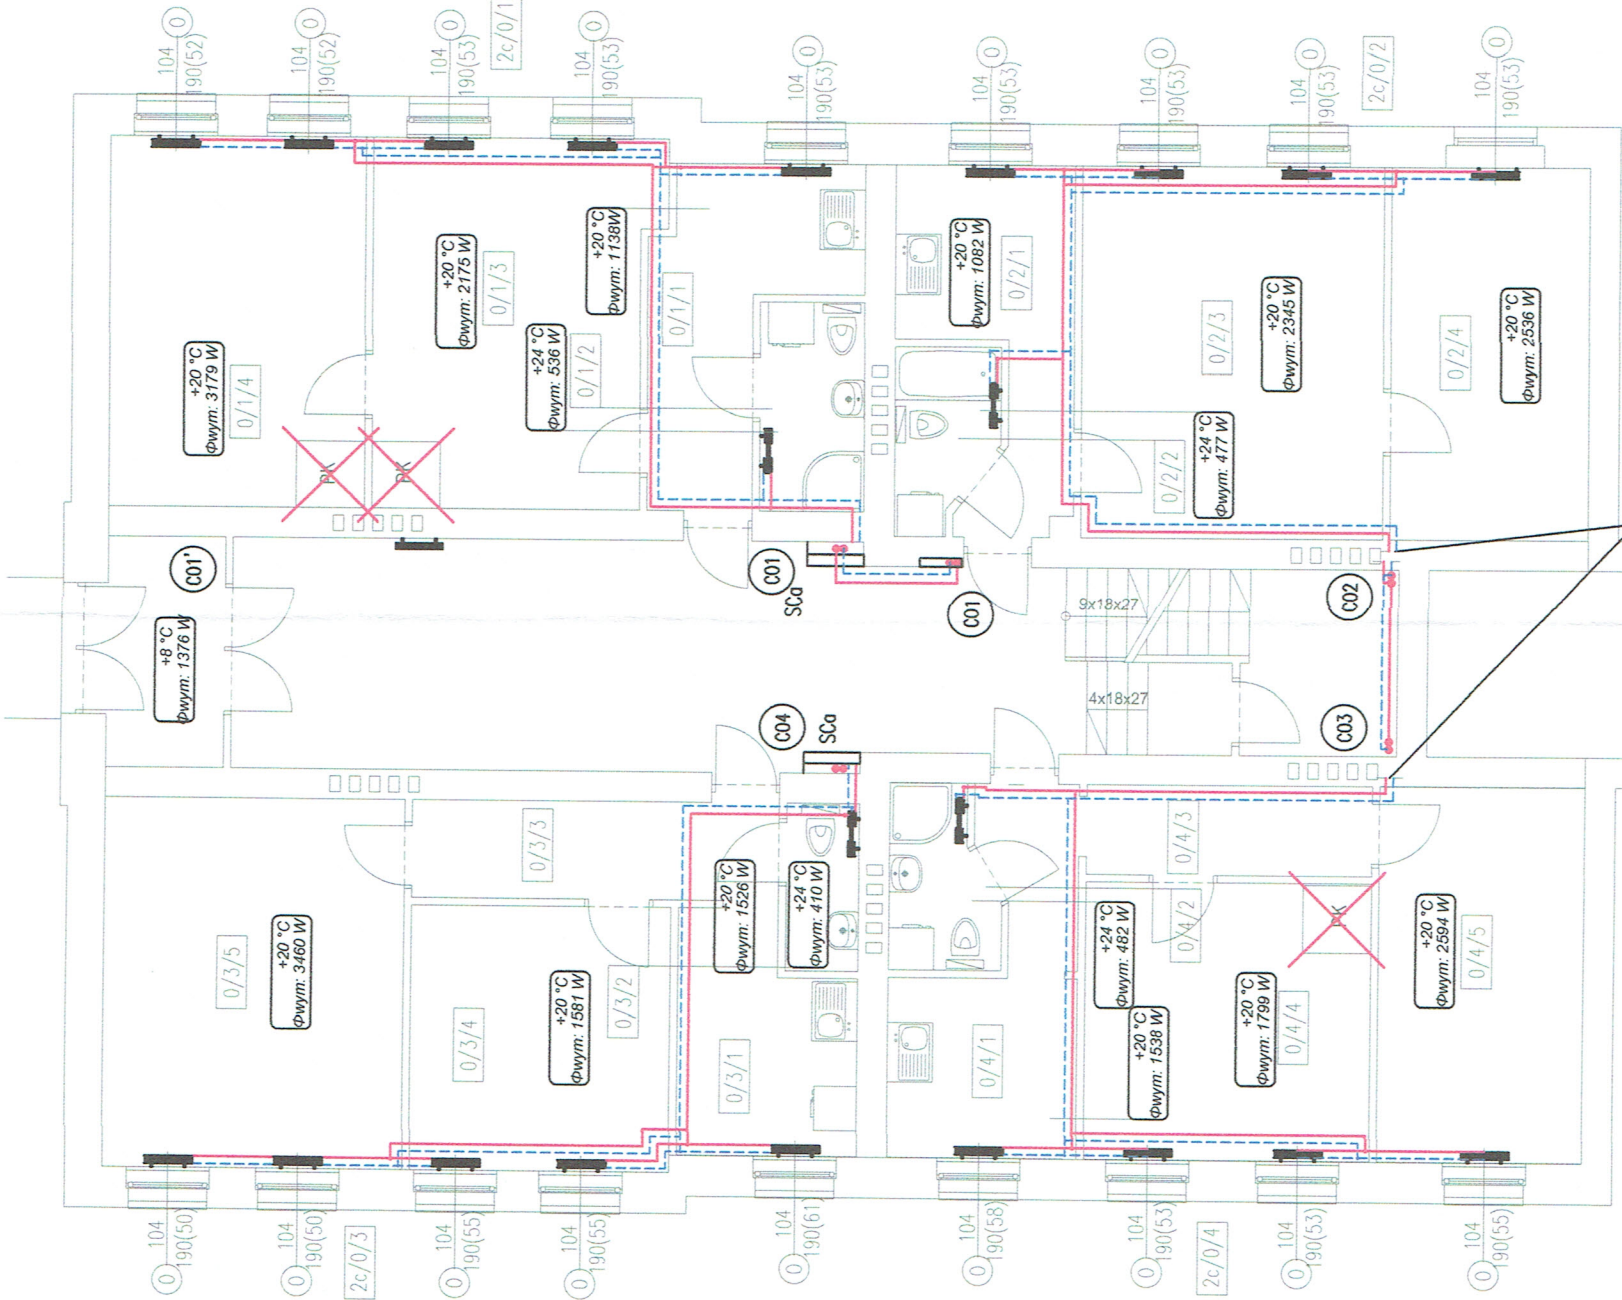 104
190(52)
O
104
190(52)
O
104
190(53)
O
2c/0/1
104
190(53)
O
104
190(53)
O
104
190(53)
O
104
190(53)
O
104
190(53)
O
2c/0/2
104
190(53)
O
+20 °C
Φwym: 3179 W
0/1/4
+20 °C
Φwym: 2175 W
0/1/3
+20 °C
Φwym: 1138W
+24 °C
Φwym: 536 W
0/1/2
0/1/1
+20 °C
Φwym: 1082 W
0/2/1
0/2/3
+20 °C
Φwym: 2345 W
0/2/4
+20 °C
Φwym: 2536 W
+24 °C
Φwym: 477 W
0/2/2
PK
PK
CO1'
+8 °C
Φwym: 1376 W
CO1
SCa
CO1
9x18x27
4x18x27
CO2
CO3
CO4
SCa
0/3/5
+20 °C
Φwym: 3460 W
0/3/3
0/3/4
+20 °C
Φwym: 1581 W
0/3/2
+20 °C
Φwym: 1526 W
+24 °C
Φwym: 410 W
0/3/1
0/4/1
0/4/3
+24 °C
Φwym: 482 W
0/4/2
+20 °C
Φwym: 1538 W
+20 °C
Φwym: 1799 W
0/4/4
PK
+20 °C
Φwym: 2594 W
0/4/5
104
190(50)
O
104
190(50)
O
2c/0/3
104
190(55)
O
104
190(55)
O
104
190(61)
O
104
190(58)
O
104
190(53)
O
2c/0/4
104
190(53)
O
104
190(55)
O